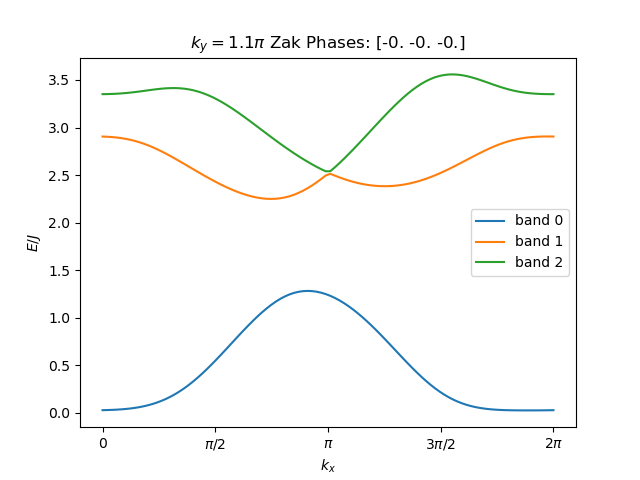 k_y = 1.1π Zak Phases: [-0. -0. -0.]
3.5
3.0
2.5
2.0
1.5
1.0
0.5
0.0
E/J
band 0
band 1
band 2
0 π/2 π 3π/2 2π
k_x